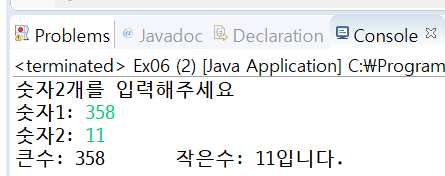 Problems @ Javadoc Declaration Console
<terminated> Ex06 (2) [Java Application] C:₩Program
숫자2개를 입력해주세요
숫자1: 358
숫자2: 11
큰수: 358 작은수: 11입니다.